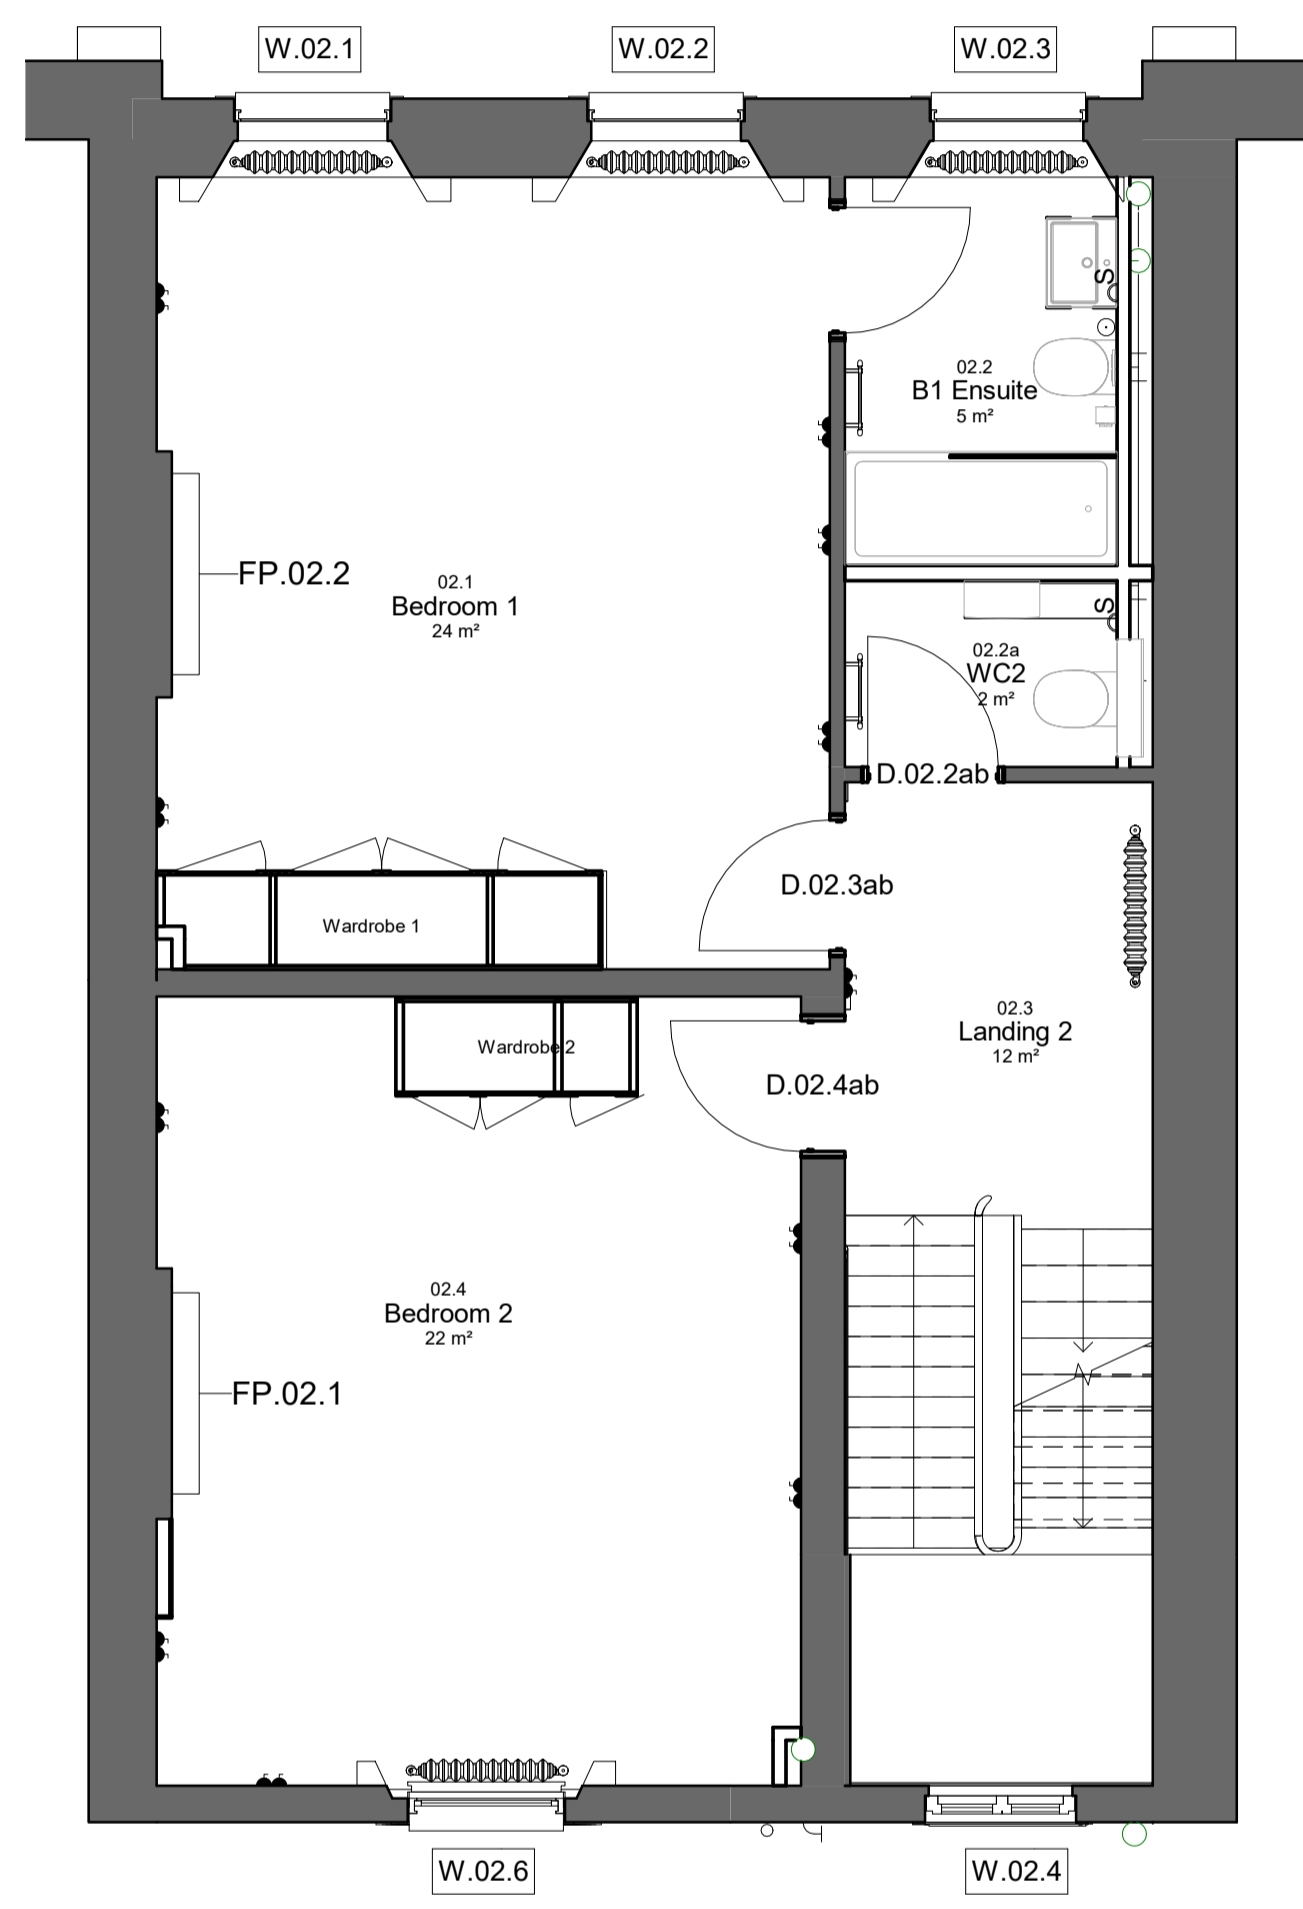 W.02.1
W.02.2
W.02.3
S
02.2
B1 Ensuite
5 m²
FP.02.2
02.1
Bedroom 1
24 m²
S
02.2a
WC2
2 m²
D.02.2ab
D.02.3ab
Wardrobe 1
02.3
Landing 2
12 m²
Wardrobe 2
D.02.4ab
02.4
Bedroom 2
22 m²
FP.02.1
W.02.6
W.02.4